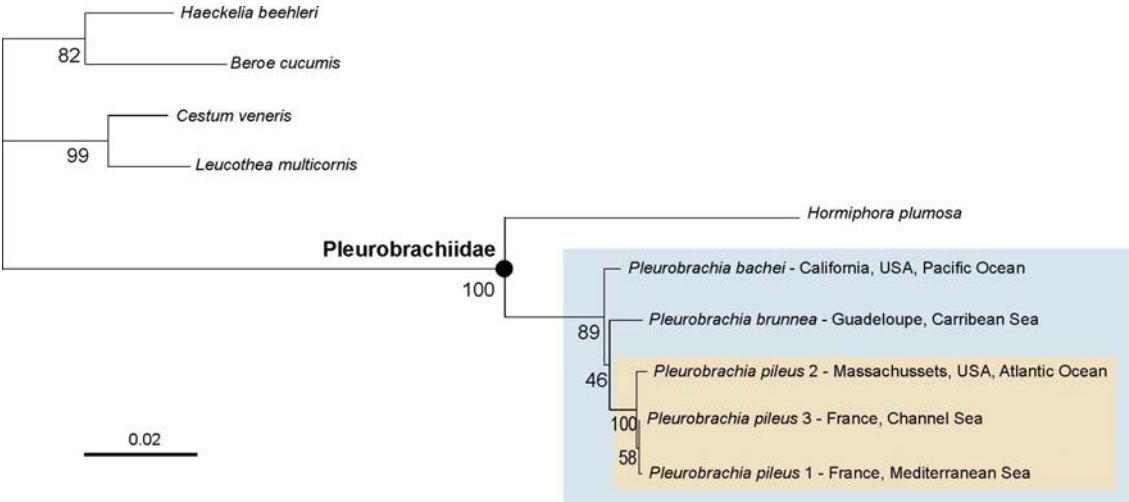 Haeckelia beehleri
82
Beroe cucumis
Cestum veneris
99
Leucothea multicornis
Hormiphora plumosa
Pleurobrachiidae
100
Pleurobrachia bachei - California, USA, Pacific Ocean
Pleurobrachia brunnea - Guadeloupe, Carribean Sea
89
Pleurobrachia pileus 2 - Massachussets, USA, Atlantic Ocean
46
Pleurobrachia pileus 3 - France, Channel Sea
100
0.02
58
Pleurobrachia pileus 1 - France, Mediterranean Sea